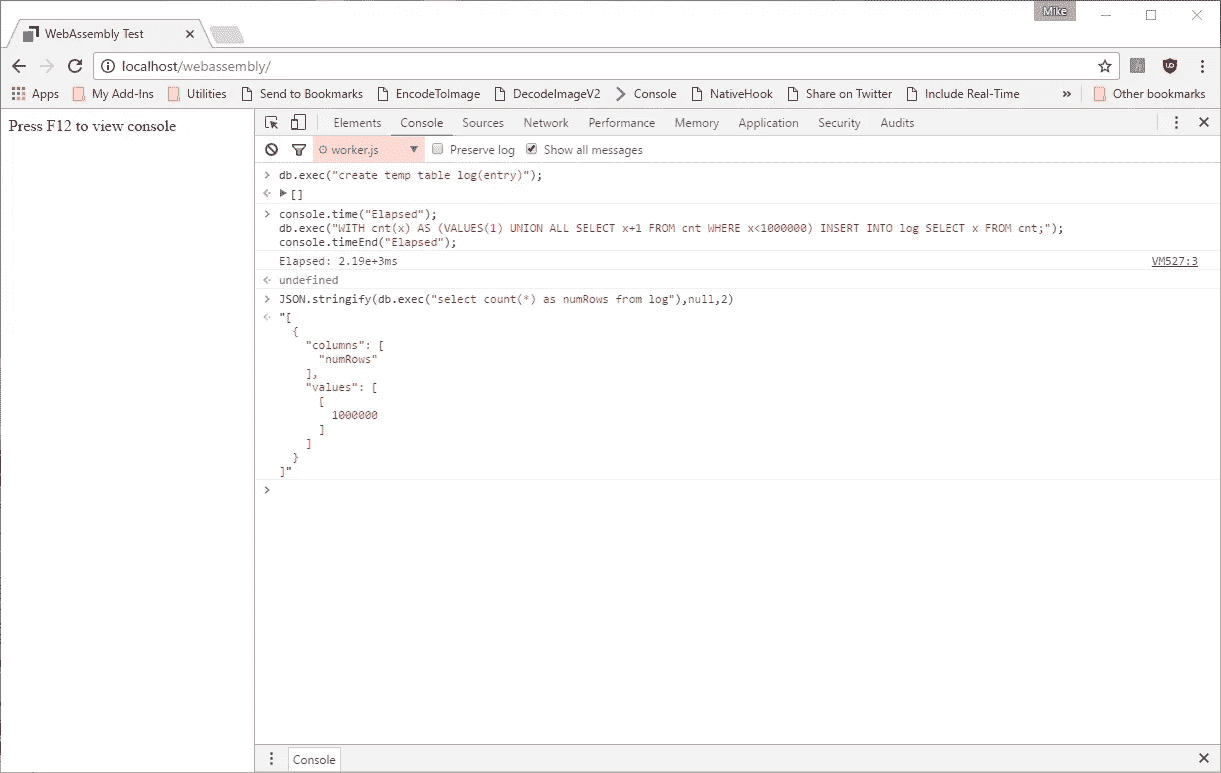 Mike
WebAssembly Test
localhost/webassembly/
Apps My Add-Ins Utilities Send to Bookmarks EncodeToImage DecodeImageV2 Console NativeHook Share on Twitter Include Real-Time » Other bookmarks
Press F12 to view console
Elements Console Sources Network Performance Memory Application Security Audits
worker.js Preserve log Show all messages
> db.exec("create temp table log(entry)");
[]
> console.time("Elapsed");
db.exec("WITH cnt(x) AS (VALUES(1) UNION ALL SELECT x+1 FROM cnt WHERE x<1000000) INSERT INTO log SELECT x FROM cnt;");
console.timeEnd("Elapsed");
Elapsed: 2.19e+3ms VM527:3
undefined
> JSON.stringify(db.exec("select count(*) as numRows from log"),null,2)
"[
{
"columns": [
"numRows"
],
"values": [
[
1000000
]
]
}
]"
>
Console